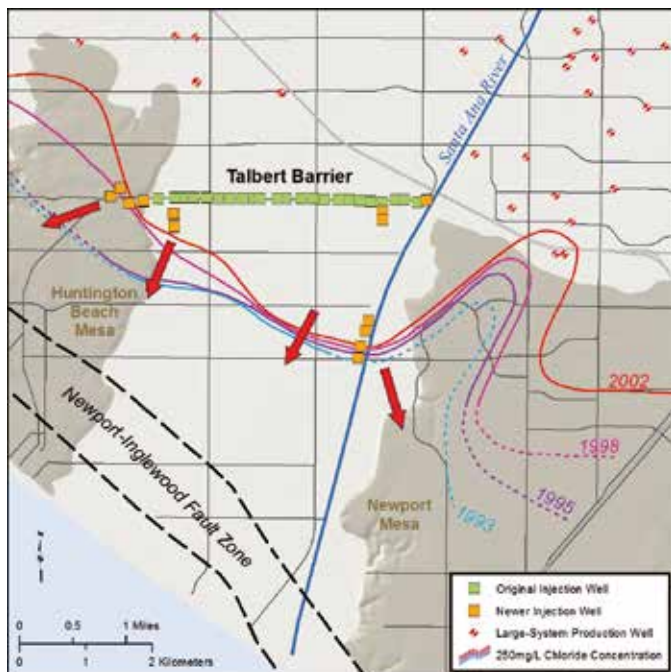 Santa Ana River
Talbert Barrier
Huntington
Beach
Mesa
2002
Newport-Inglewood Fault Zone
1998
1995
1993
Newport
Mesa
0 0.5 1 Miles
0 1 2 Kilometers
Original Injection Well
Newer Injection Well
Large-System Production Well
250mg/L Chloride Concentration